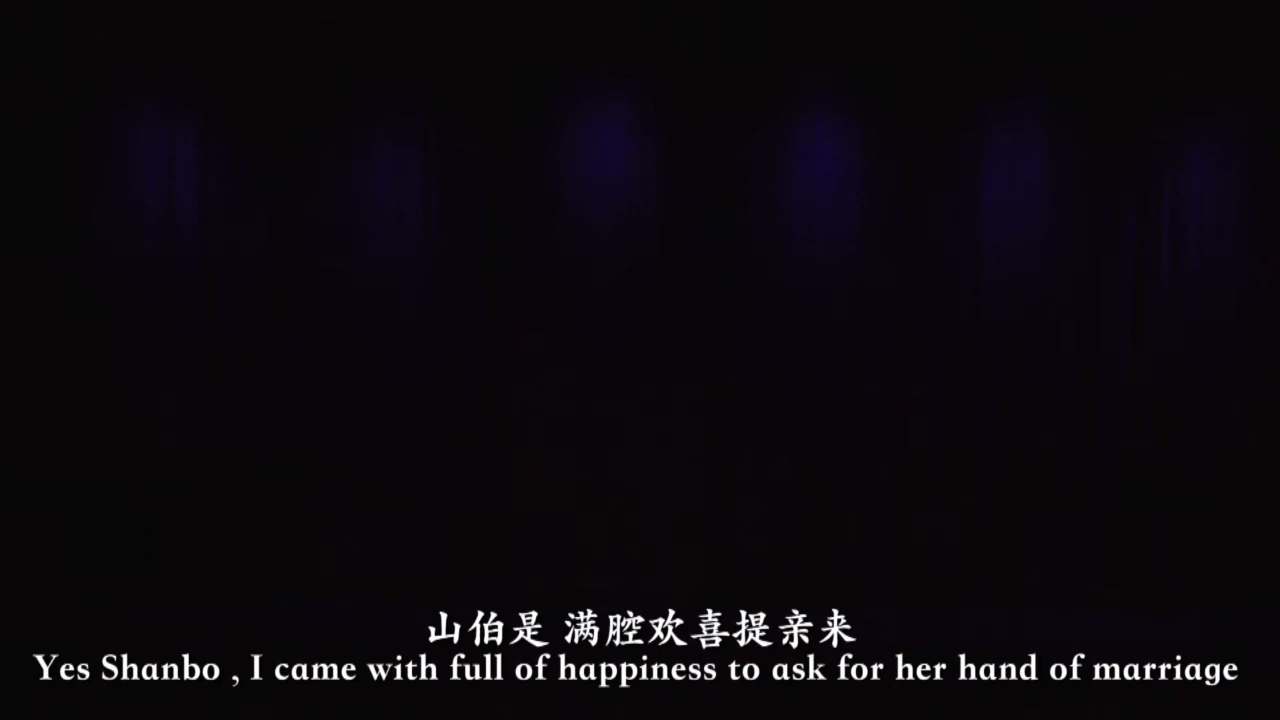 山伯是 满腔欢喜提亲来
Yes Shanbo , I came with full of happiness to ask for her hand of marriage